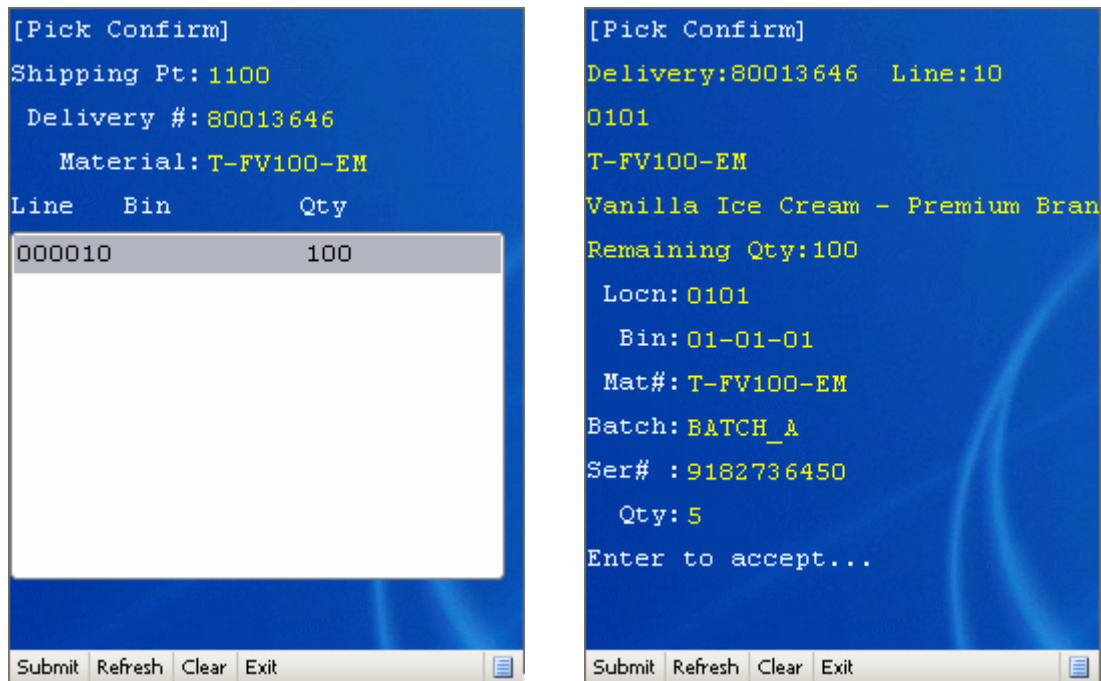 [Pick Confirm]
Shipping Pt: 1100
Delivery #: 80013646
Material: T-FV100-EM
Line Bin Qty
000010 100
Submit Refresh Clear Exit
[Pick Confirm]
Delivery:80013646 Line:10
0101
T-FV100-EM
Vanilla Ice Cream - Premium Bran
Remaining Qty:100
Locn: 0101
Bin: 01-01-01
Mat#: T-FV100-EM
Batch: BATCH_A
Ser# :9182736450
Qty: 5
Enter to accept...
Submit Refresh Clear Exit